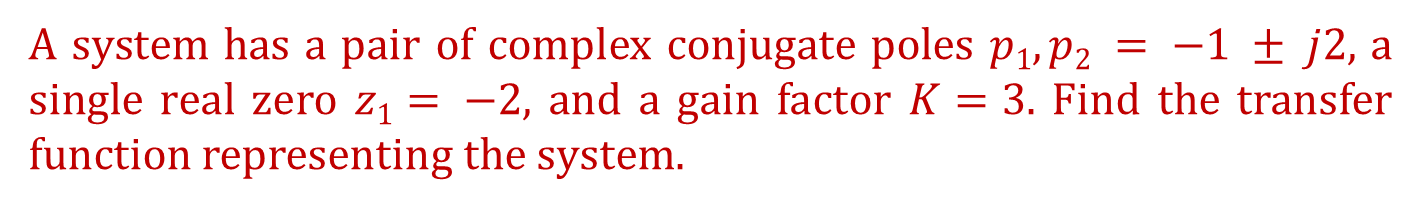 A system has a pair of complex conjugate poles p₁,p₂ = −1 ± j2, a
single real zero z₁ = −2, and a gain factor K = 3. Find the transfer
function representing the system.